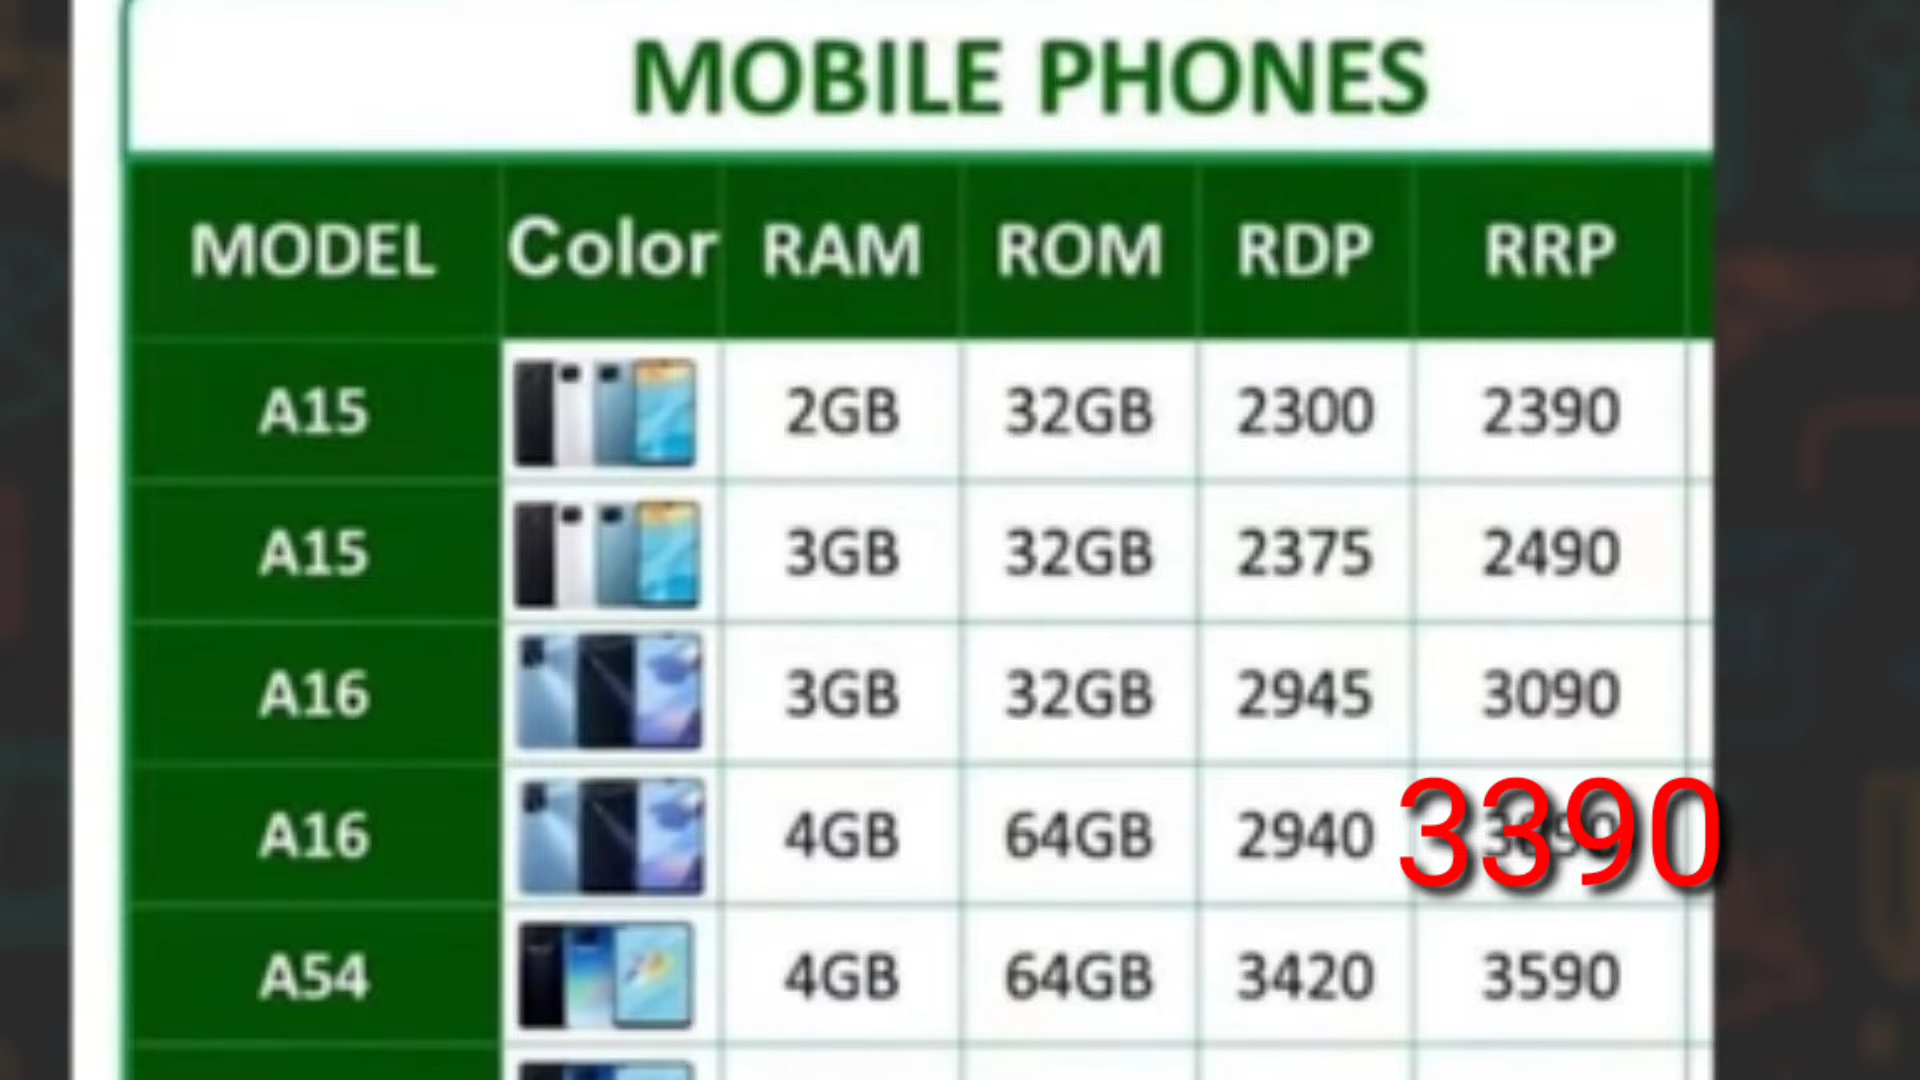 MOBILE PHONES
MODEL Color RAM ROM RDP RRP
A15 2GB 32GB 2300 2390
A15 3GB 32GB 2375 2490
A16 3GB 32GB 2945 3090
A16 4GB 64GB 2940 3390
A54 4GB 64GB 3420 3590